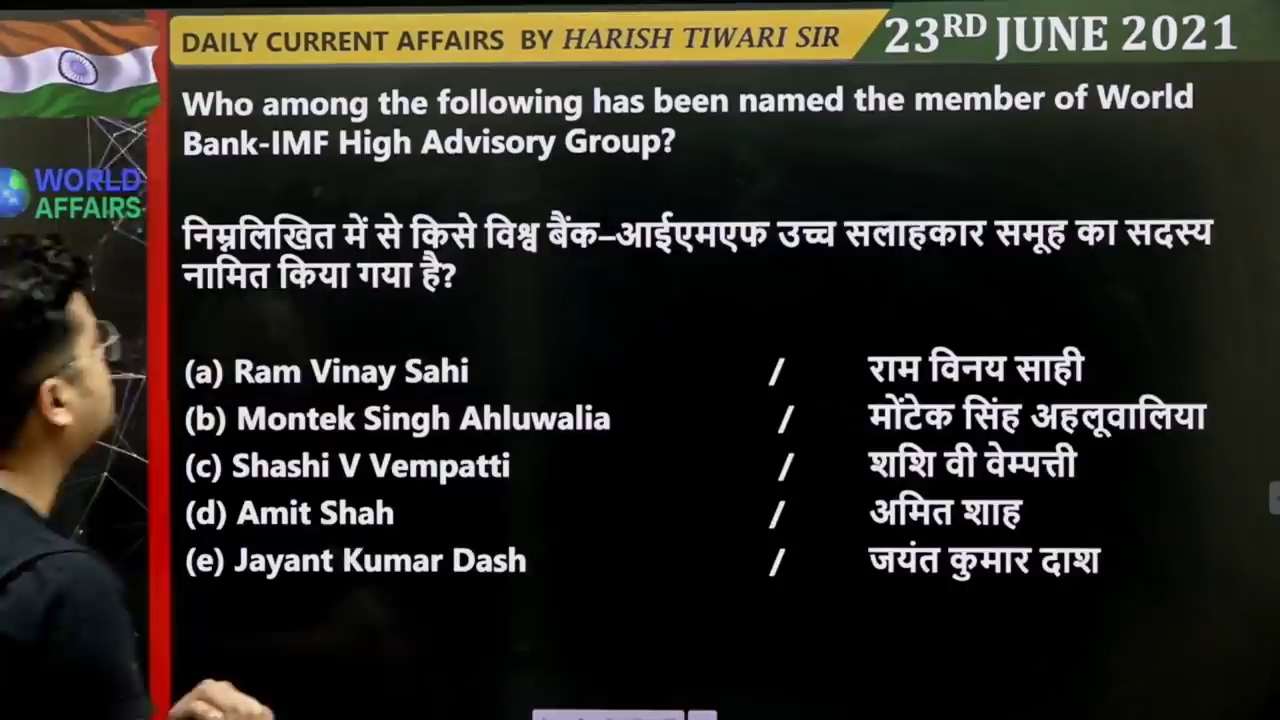 DAILY CURRENT AFFAIRS BY HARISH TIWARI SIR
23RD JUNE 2021
Who among the following has been named the member of World
Bank-IMF High Advisory Group?
WORLD
AFFAIRS
निम्नलिखित में से किसे विश्व बैंक–आईएमएफ उच्च सलाहकार समूह का सदस्य
नामित किया गया है?
(a) Ram Vinay Sahi / राम विनय साही
(b) Montek Singh Ahluwalia / मोंटेक सिंह अहलूवालिया
(c) Shashi V Vempatti / शशि वी वेम्पत्ती
(d) Amit Shah / अमित शाह
(e) Jayant Kumar Dash / जयंत कुमार दाश